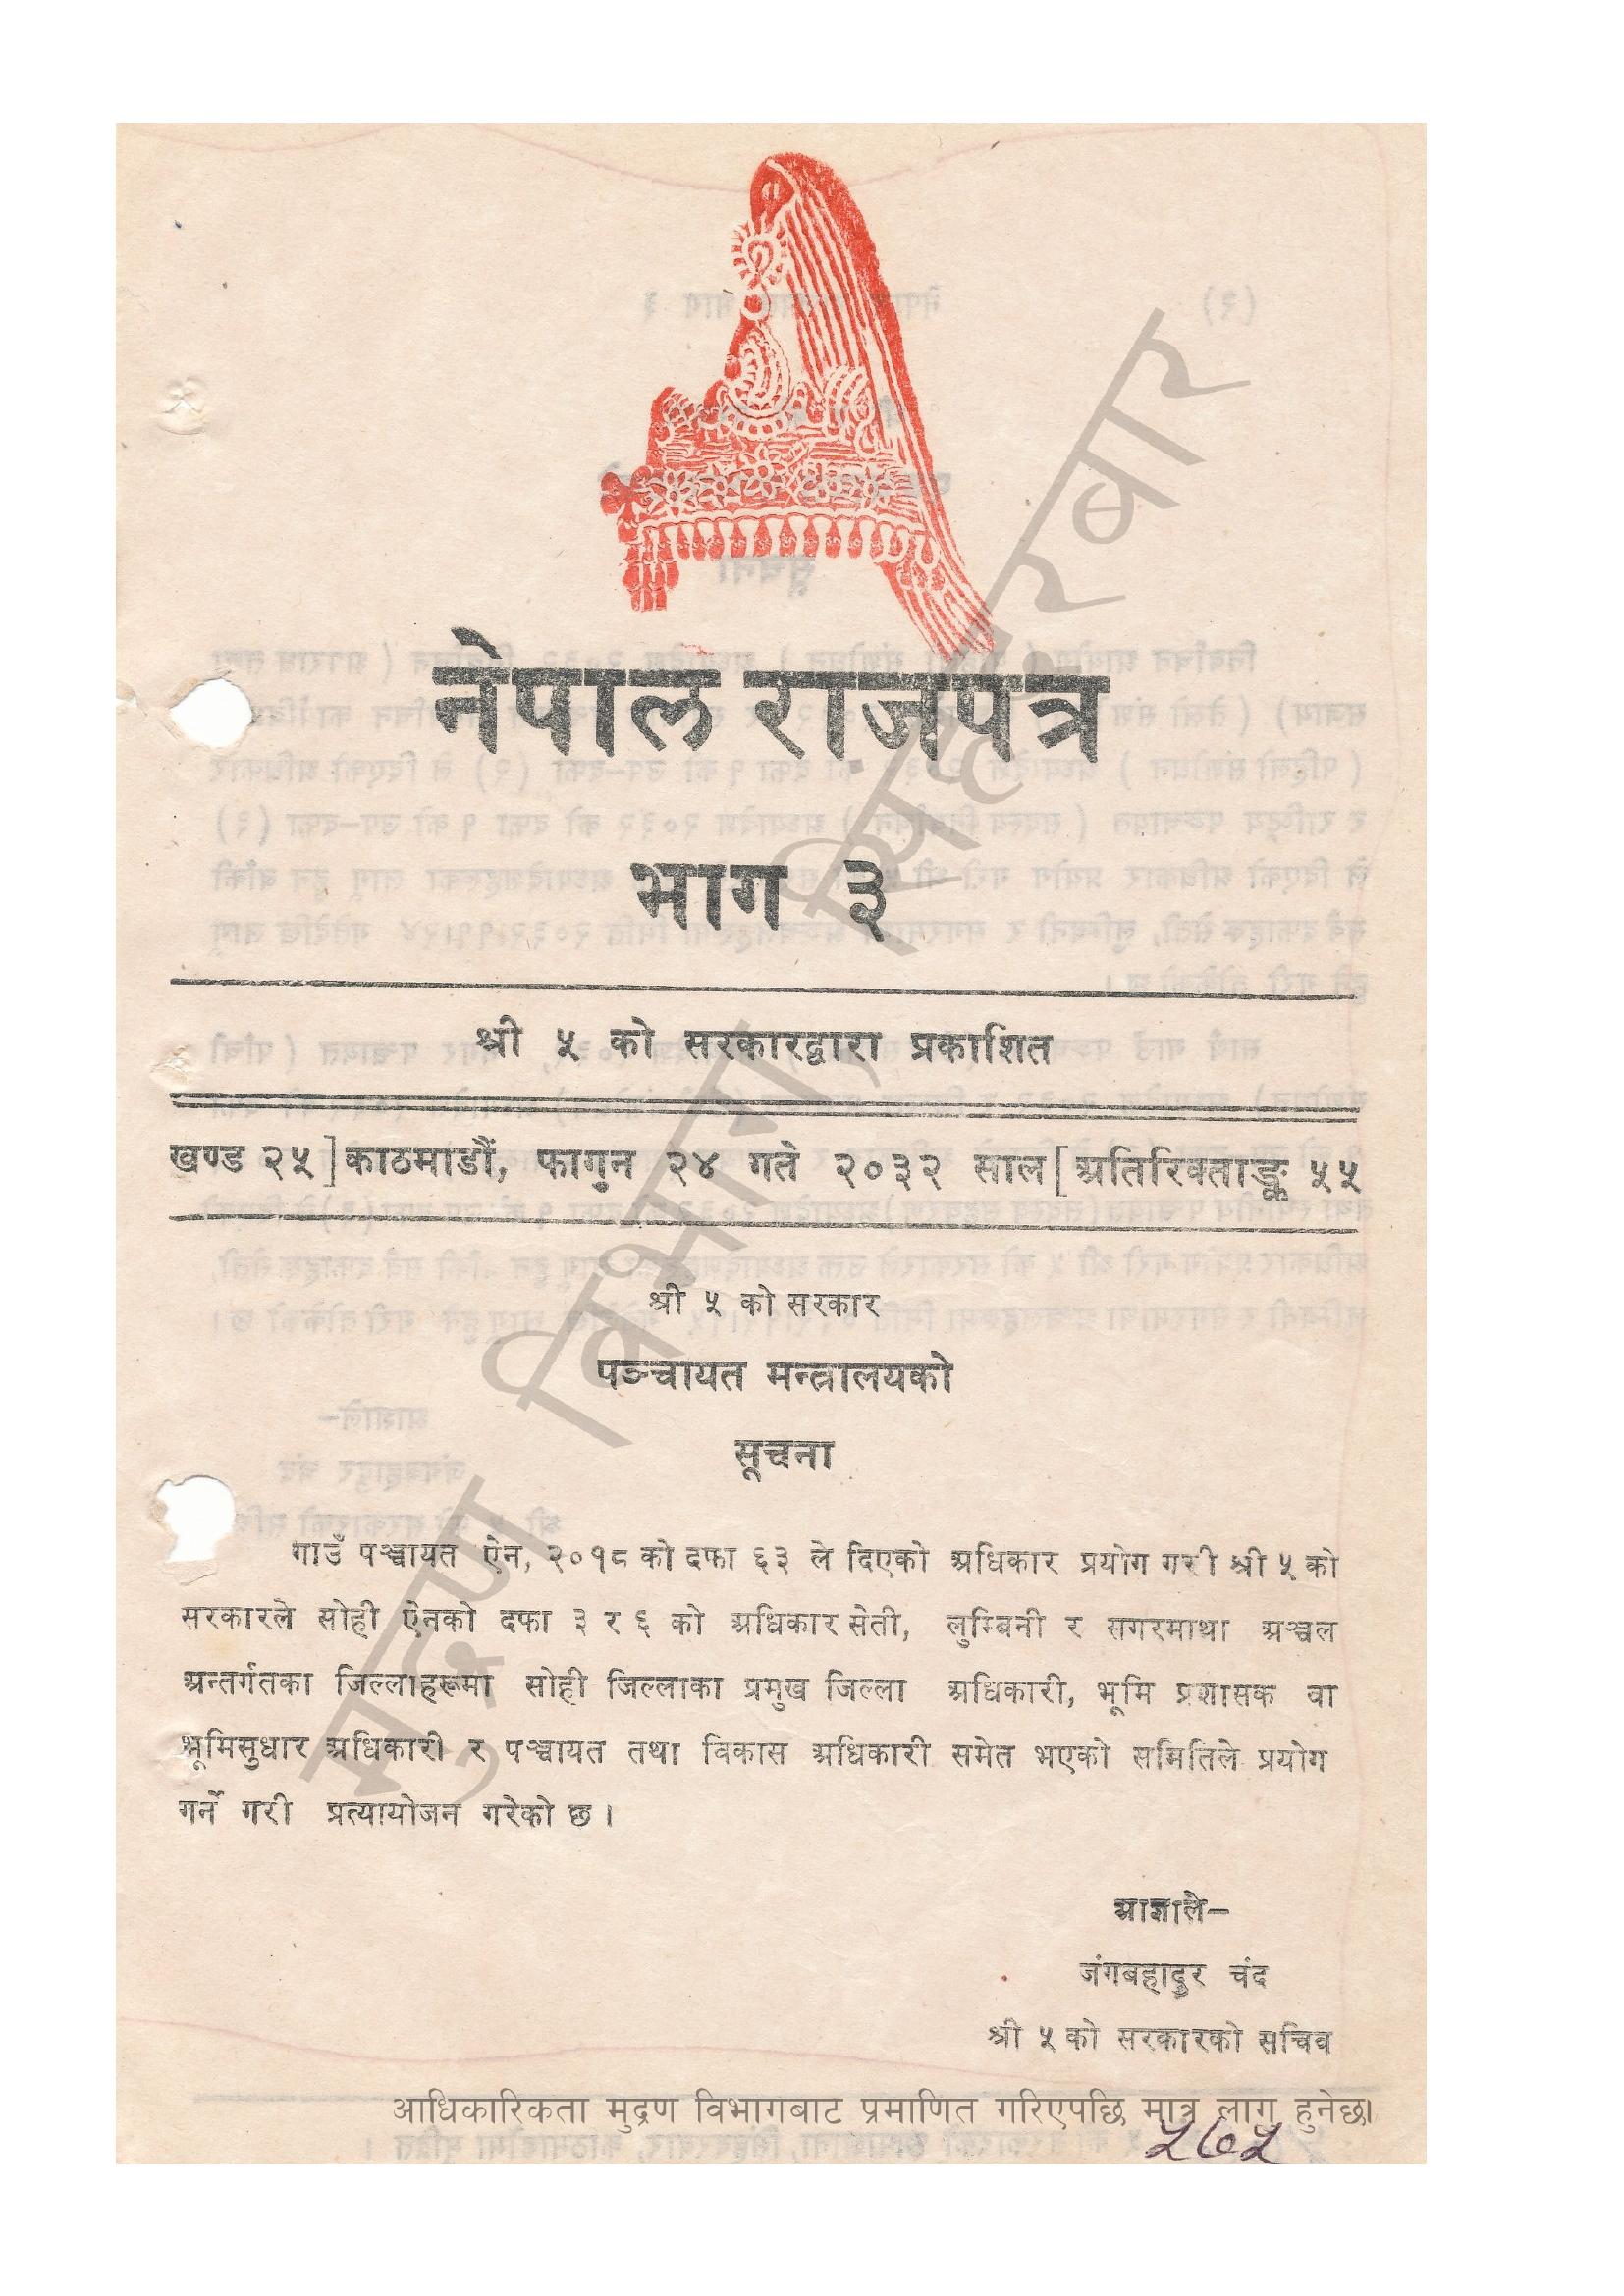 नेपाल राजपत्र
भाग ३
श्री ५ को सरकारद्वारा प्रकाशित
खण्ड २५] काठमाडौं, फागुन २४ गते २०३२ साल [अतिरिक्ताङ्क ५५
श्री ५ को सरकार
पञ्चायत मन्त्रालयको
सूचना
गाउँ पञ्चायत ऐन, २०१८ को दफा ६३ ले दिएको अधिकार प्रयोग गरी श्री ५ को
सरकारले सोही ऐनको दफा ३ र ६ को अधिकार सेती, लुम्बिनी र सगरमाथा अञ्चल
अन्तर्गतका जिल्लाहरूमा सोही जिल्लाका प्रमुख जिल्ला अधिकारी, भूमि प्रशासक वा
भूमिसुधार अधिकारी र पञ्चायत तथा विकास अधिकारी समेत भएको समितिले प्रयोग
गर्ने गरी प्रत्यायोजन गरेको छ।
आज्ञाले–
जंगबहादुर चंद
श्री ५ को सरकारको सचिव
आधिकारिकता मुद्रण विभागबाट प्रमाणित गरिएपछि मात्र लागु हुनेछ।
५७५
मुद्रण विभाग, सिंहदरबार